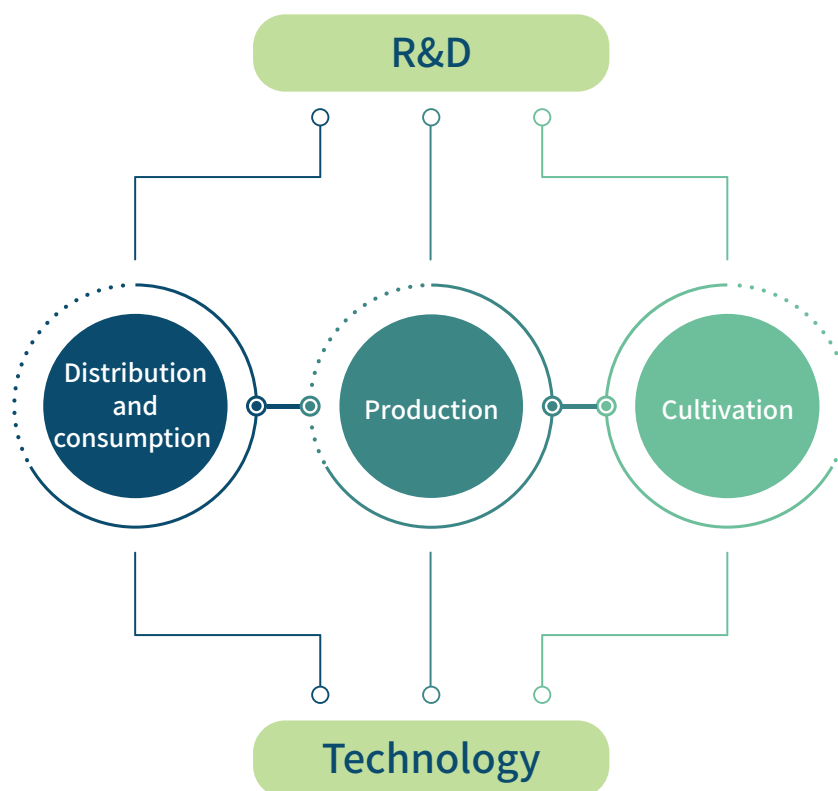 R&D
Distribution
and
consumption
Production
Cultivation
Technology